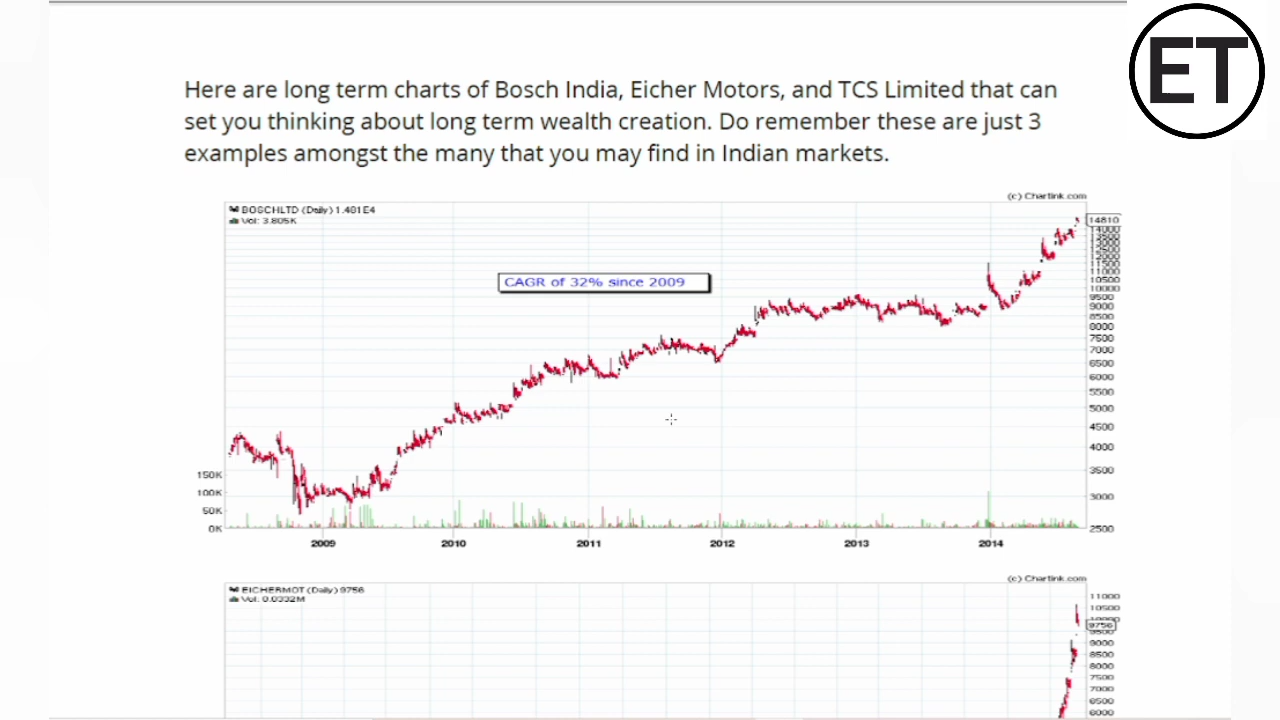 ET
Here are long term charts of Bosch India, Eicher Motors, and TCS Limited that can
set you thinking about long term wealth creation. Do remember these are just 3
examples amongst the many that you may find in Indian markets.
(c) Chartink.com
BOSCHLTD (Daily) 1.481E4
Vol: 3.805K
14810
14000
13500
13000
12500
12000
11500
11000
10500
10000
9500
9000
8500
8000
7500
7000
6500
6000
5500
5000
4500
4000
3500
3000
2500
CAGR of 32% since 2009
150K
100K
50K
0K
2009 2010 2011 2012 2013 2014
(c) Chartink.com
EICHERMOT (Daily) 9756
Vol: 0.0332M
11000
10500
10000
9756
9500
9000
8500
8000
7500
7000
6500
6000